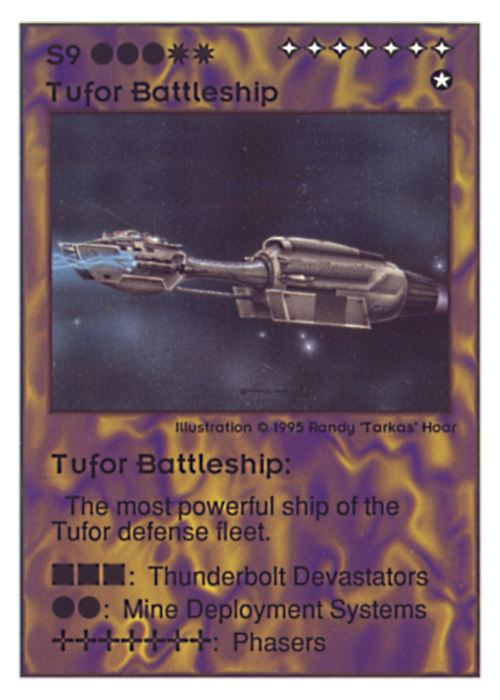 S9 ●●●✷✷ ✧✧✧✧✧✧✧
Tufor Battleship
Illustration © 1995 Randy 'Tarkas' Hoar
Tufor Battleship:
The most powerful ship of the
Tufor defense fleet.
■■■: Thunderbolt Devastators
●●: Mine Deployment Systems
✛✛✛✛✛✛✛: Phasers